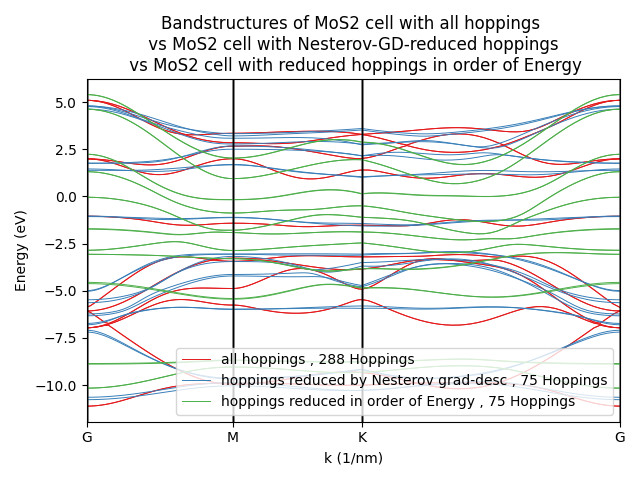 Bandstructures of MoS2 cell with all hoppings
vs MoS2 cell with Nesterov-GD-reduced hoppings
vs MoS2 cell with reduced hoppings in order of Energy
5.0
2.5
0.0
−2.5
−5.0
−7.5
−10.0
Energy (eV)
all hoppings , 288 Hoppings
hoppings reduced by Nesterov grad-desc , 75 Hoppings
hoppings reduced in order of Energy , 75 Hoppings
G M K G
k (1/nm)